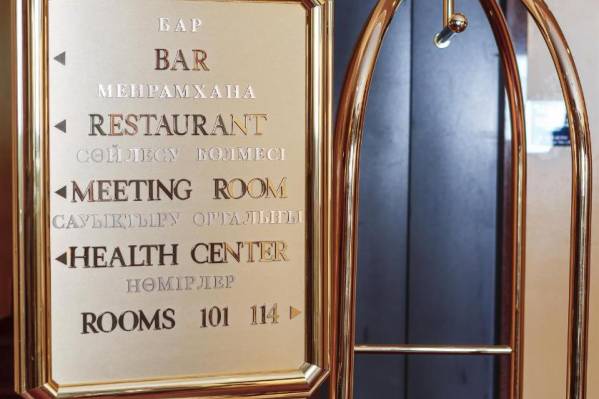 БАР
BAR
МЕЙРАМХАНА
RESTAURANT
СӨЙЛЕСУ БӨЛМЕСІ
MEETING ROOM
САУЫҚТЫРУ ОРТАЛЫҒЫ
HEALTH CENTER
НӨМІРЛЕР
ROOMS 101 114